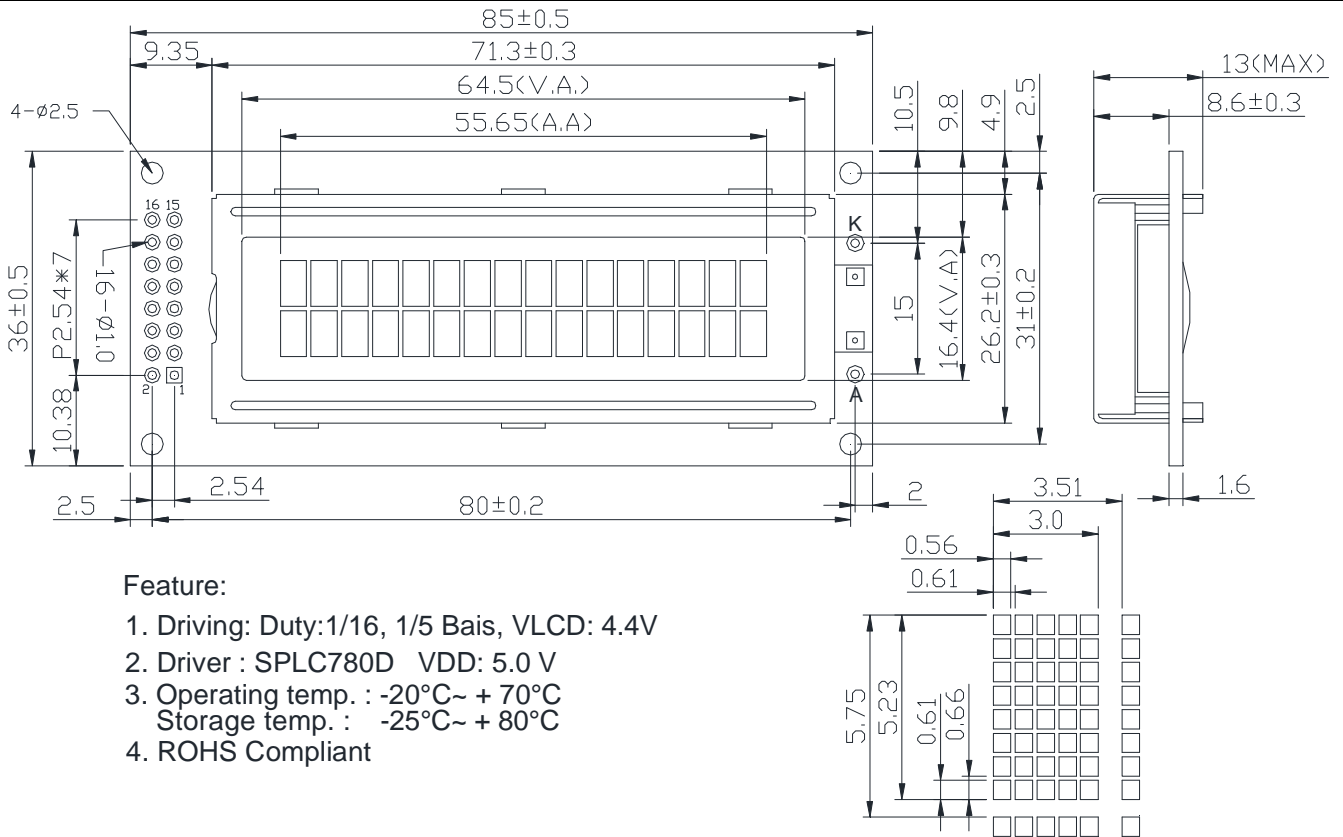 85±0.5
9.35
71.3±0.3
64.5(V.A.)
55.65(A.A)
4-ø2.5
10.5
9.8
4.9
2.5
13(MAX)
8.6±0.3
16 15
K
36±0.5
P2.54*7
16-ø1.0
15
16.4(V.A)
26.2±0.3
31±0.2
2 1
A
10.38
2.5
2.54
80±0.2
2
1.6
3.51
3.0
0.56
0.61
5.75
5.23
0.61
0.66
Feature:
1. Driving: Duty:1/16, 1/5 Bais, VLCD: 4.4V
2. Driver : SPLC780D VDD: 5.0 V
3. Operating temp. : -20°C~ + 70°C
Storage temp. : -25°C~ + 80°C
4. ROHS Compliant